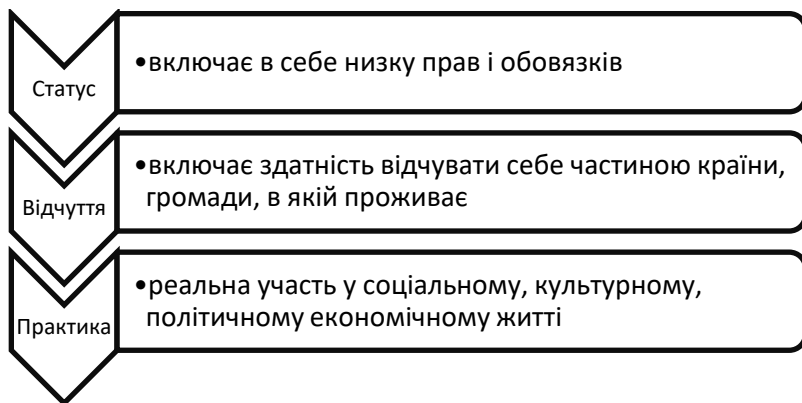 Статус
•включає в себе низку прав і обовязків
Відчуття
•включає здатність відчувати себе частиною країни,
громади, в якій проживає
Практика
•реальна участь у соціальному, культурному,
політичному економічному житті